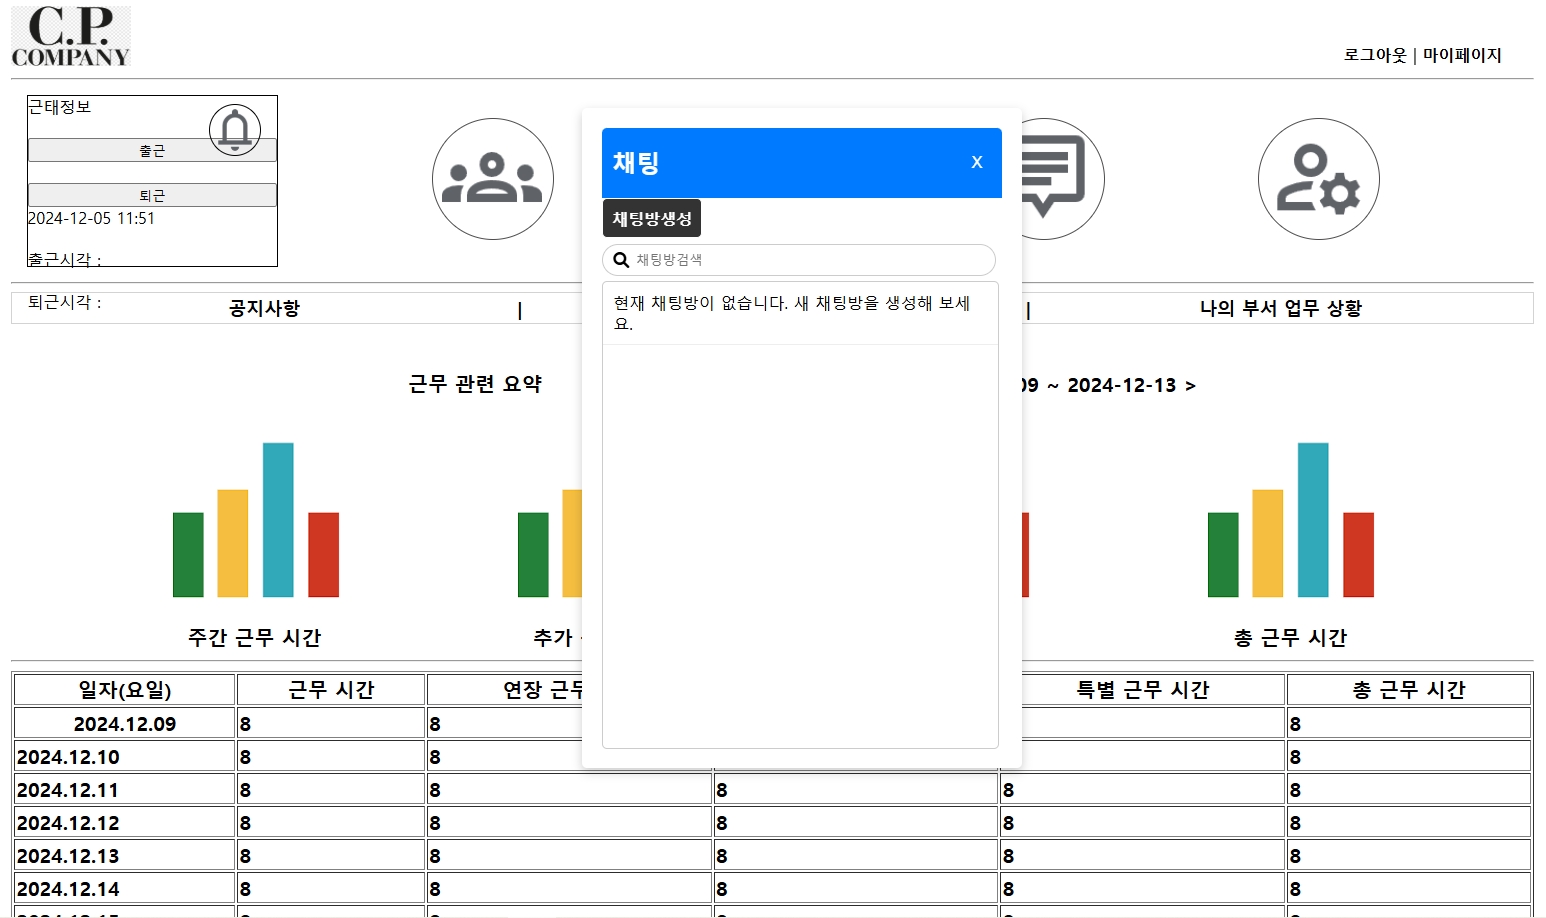 C.P.
COMPANY
로그아웃 | 마이페이지
근태정보
출근
퇴근
2024-12-05 11:51
출근시각 :
퇴근시각 :
채팅
X
채팅방생성
채팅방검색
현재 채팅방이 없습니다. 새 채팅방을 생성해 보세
요.
공지사항 | | 나의 부서 업무 상황
근무 관련 요약
09 ~ 2024-12-13 >
주간 근무 시간
추가
총 근무 시간
일자(요일) 근무 시간 연장 근무 특별 근무 시간 총 근무 시간
2024.12.09 8 8 8
2024.12.10 8 8 8
2024.12.11 8 8 8 8 8
2024.12.12 8 8 8 8 8
2024.12.13 8 8 8 8 8
2024.12.14 8 8 8 8 8